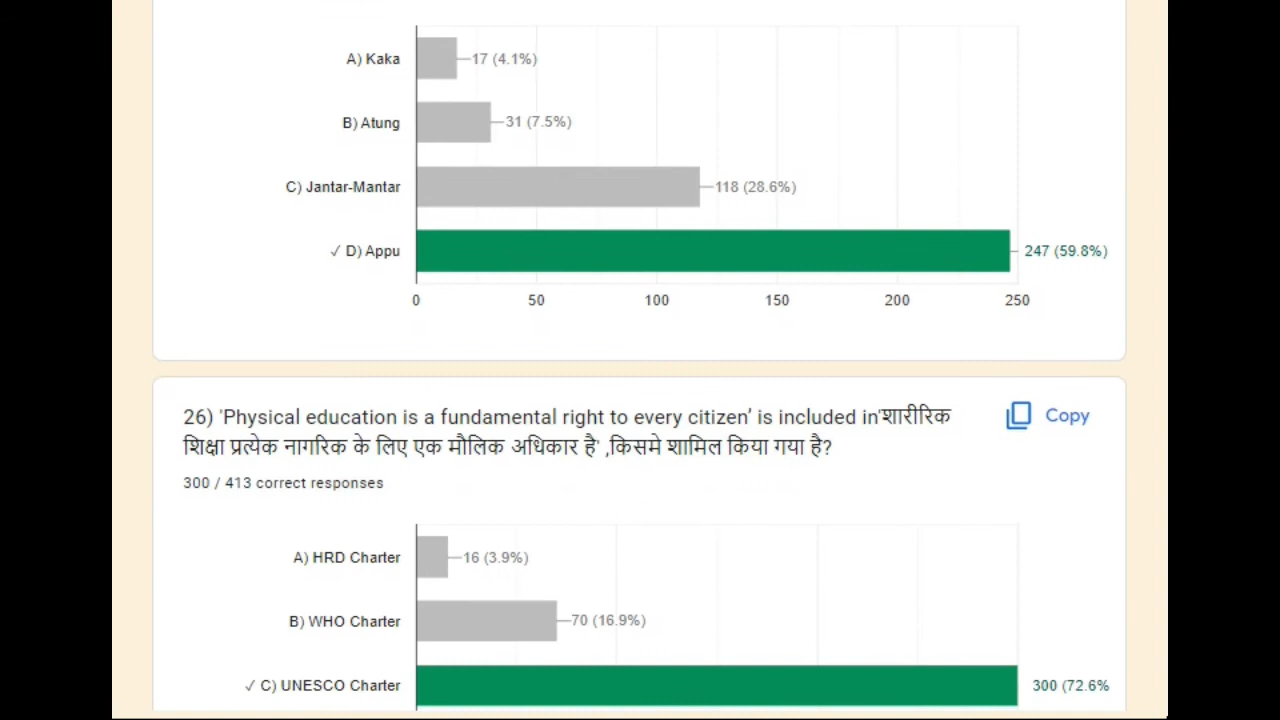 A) Kaka 17 (4.1%)
B) Atung 31 (7.5%)
C) Jantar-Mantar 118 (28.6%)
✓ D) Appu 247 (59.8%)
0 50 100 150 200 250
26) 'Physical education is a fundamental right to every citizen' is included in'शारीरिक
शिक्षा प्रत्येक नागरिक के लिए एक मौलिक अधिकार है' ,किसमे शामिल किया गया है?
Copy
300 / 413 correct responses
A) HRD Charter 16 (3.9%)
B) WHO Charter 70 (16.9%)
✓ C) UNESCO Charter 300 (72.6%